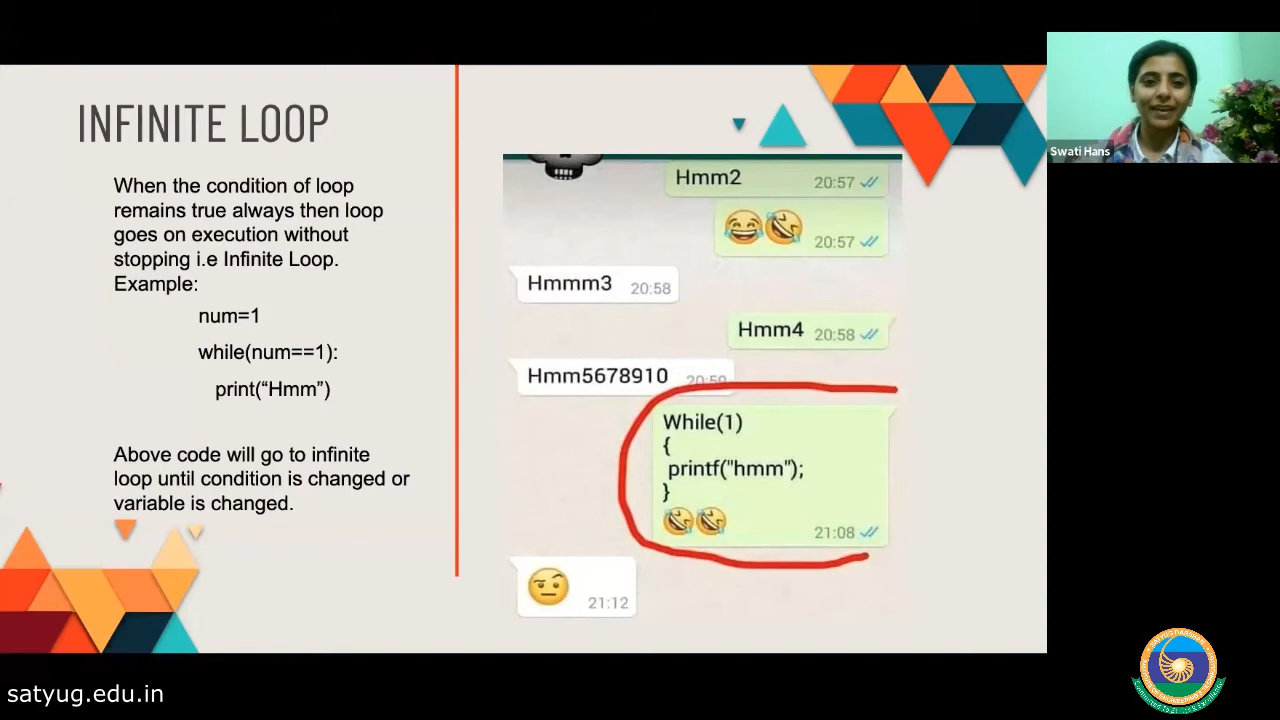 INFINITE LOOP
When the condition of loop
remains true always then loop
goes on execution without
stopping i.e Infinite Loop.
Example:
num=1
while(num==1):
print(“Hmm”)
Above code will go to infinite
loop until condition is changed or
variable is changed.
Hmm2 20:57
20:57
Hmmm3 20:58
Hmm4 20:58
Hmm5678910 20:59
While(1)
{
printf("hmm");
}
21:08
21:12
Swati Hans
satyug.edu.in